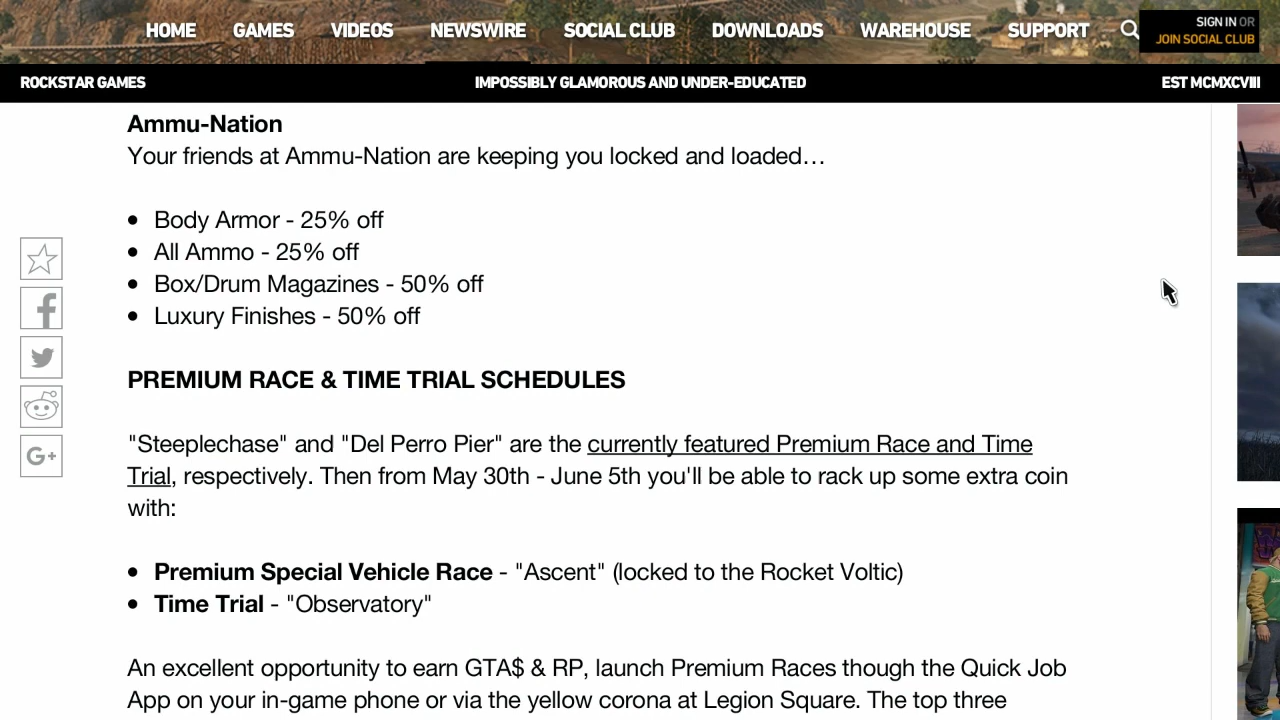 HOME GAMES VIDEOS NEWSWIRE SOCIAL CLUB DOWNLOADS WAREHOUSE SUPPORT SIGN IN OR
JOIN SOCIAL CLUB
ROCKSTAR GAMES IMPOSSIBLY GLAMOROUS AND UNDER-EDUCATED EST MCMXCVIII
Ammu-Nation
Your friends at Ammu-Nation are keeping you locked and loaded…
• Body Armor - 25% off
• All Ammo - 25% off
• Box/Drum Magazines - 50% off
• Luxury Finishes - 50% off
PREMIUM RACE & TIME TRIAL SCHEDULES
"Steeplechase" and "Del Perro Pier" are the currently featured Premium Race and Time
Trial, respectively. Then from May 30th - June 5th you'll be able to rack up some extra coin
with:
• Premium Special Vehicle Race - "Ascent" (locked to the Rocket Voltic)
• Time Trial - "Observatory"
An excellent opportunity to earn GTA$ & RP, launch Premium Races though the Quick Job
App on your in-game phone or via the yellow corona at Legion Square. The top three
G+